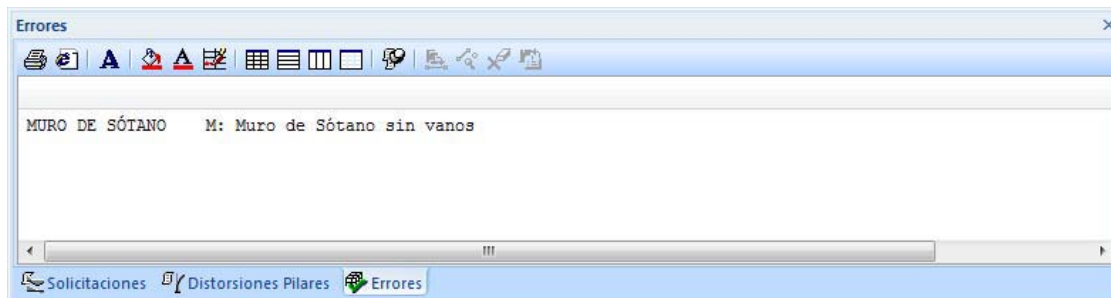 Errores
MURO DE SÓTANO    M: Muro de Sótano sin vanos
Solicitaciones Distorsiones Pilares Errores